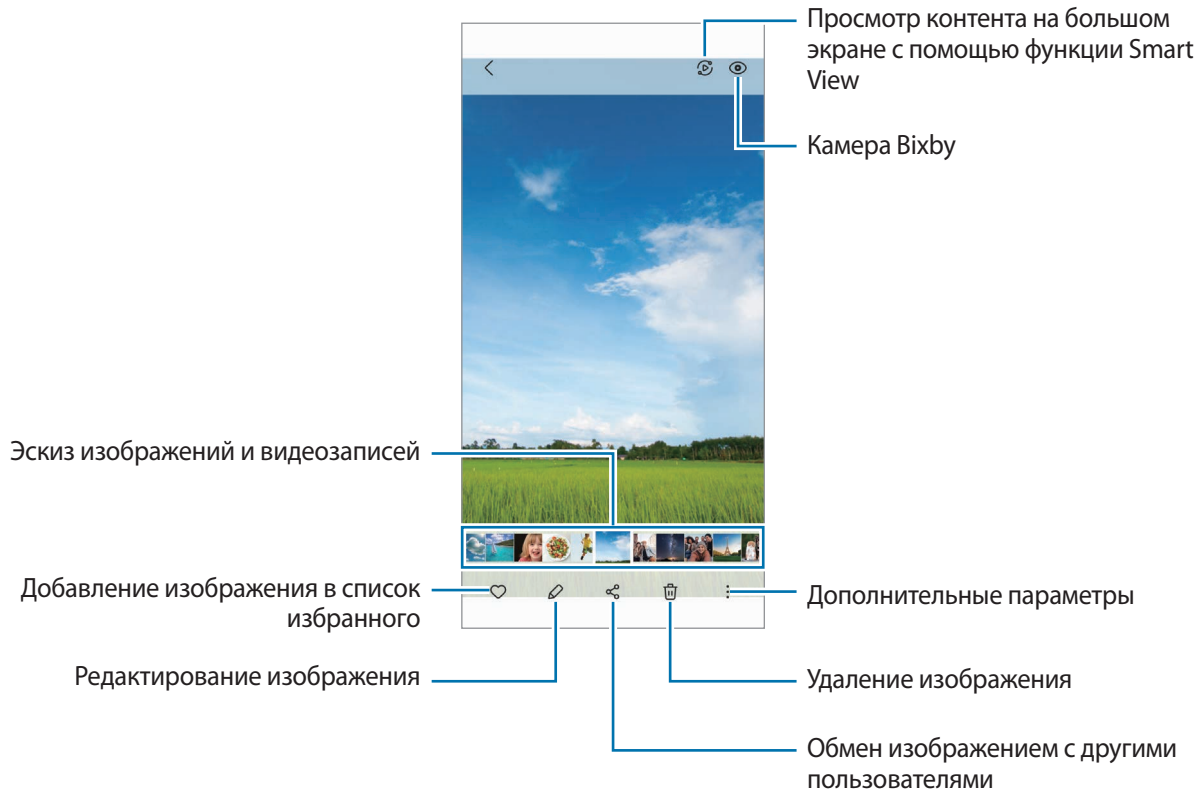 Просмотр контента на большом
экране с помощью функции Smart
View
Камера Bixby
Эскиз изображений и видеозаписей
Добавление изображения в список
избранного
Дополнительные параметры
Редактирование изображения
Удаление изображения
Обмен изображением с другими
пользователями